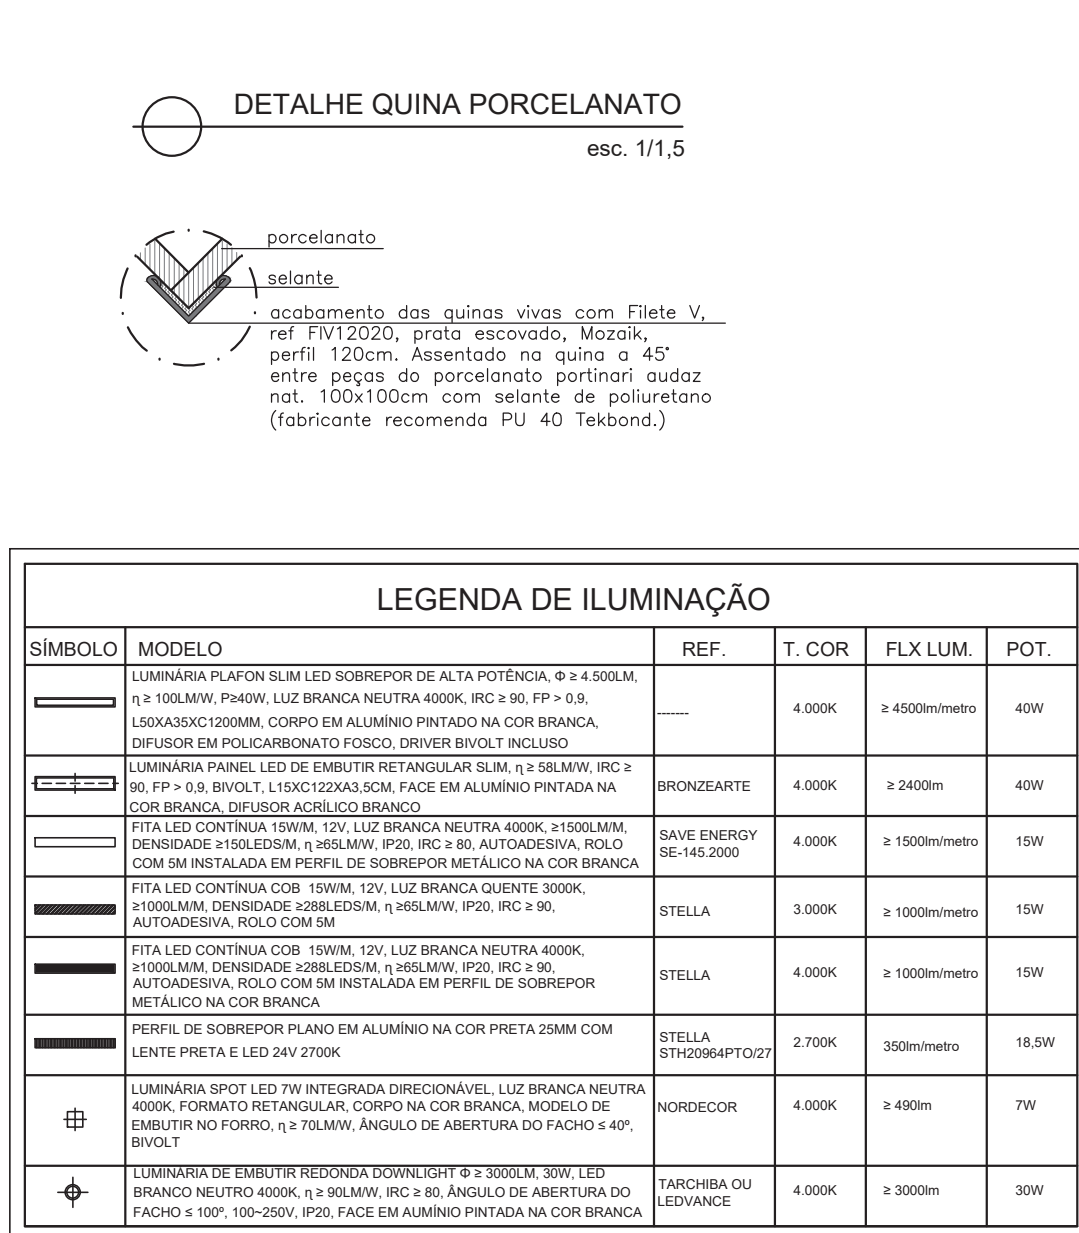 DETALHE QUINA PORCELANATO
esc. 1/1,5
porcelanato
selante
acabamento das quinas vivas com Filete V,
ref FIV12020, prata escovado, Mozaik,
perfil 120cm. Assentado na quina a 45°
entre peças do porcelanato portinari audaz
nat. 100x100cm com selante de poliuretano
(fabricante recomenda PU 40 Tekbond.)
LEGENDA DE ILUMINAÇÃO
SÍMBOLO MODELO REF. T. COR FLX LUM. POT.
LUMINÁRIA PLAFON SLIM LED SOBREPOR DE ALTA POTÊNCIA, Φ ≥ 4.500LM,
η ≥ 100LM/W, P≥40W, LUZ BRANCA NEUTRA 4000K, IRC ≥ 90, FP > 0,9,
L50XA35XC1200MM, CORPO EM ALUMÍNIO PINTADO NA COR BRANCA,
DIFUSOR EM POLICARBONATO FOSCO, DRIVER BIVOLT INCLUSO
-------
4.000K
≥ 4500lm/metro
40W
LUMINÁRIA PAINEL LED DE EMBUTIR RETANGULAR SLIM, η ≥ 58LM/W, IRC ≥
90, FP > 0,9, BIVOLT, L15XC122XA3,5CM, FACE EM ALUMÍNIO PINTADA NA
COR BRANCA, DIFUSOR ACRÍLICO BRANCO
BRONZEARTE
4.000K
≥ 2400lm
40W
FITA LED CONTÍNUA 15W/M, 12V, LUZ BRANCA NEUTRA 4000K, ≥1500LM/M,
DENSIDADE ≥150LEDS/M, η ≥65LM/W, IP20, IRC ≥ 80, AUTOADESIVA, ROLO
COM 5M INSTALADA EM PERFIL DE SOBREPOR METÁLICO NA COR BRANCA
SAVE ENERGY
SE-145.2000
4.000K
≥ 1500lm/metro
15W
FITA LED CONTÍNUA COB 15W/M, 12V, LUZ BRANCA QUENTE 3000K,
≥1000LM/M, DENSIDADE ≥288LEDS/M, η ≥65LM/W, IP20, IRC ≥ 90,
AUTOADESIVA, ROLO COM 5M
STELLA
3.000K
≥ 1000lm/metro
15W
FITA LED CONTÍNUA COB 15W/M, 12V, LUZ BRANCA NEUTRA 4000K,
≥1000LM/M, DENSIDADE ≥288LEDS/M, η ≥65LM/W, IP20, IRC ≥ 90,
AUTOADESIVA, ROLO COM 5M INSTALADA EM PERFIL DE SOBREPOR
METÁLICO NA COR BRANCA
STELLA
4.000K
≥ 1000lm/metro
15W
PERFIL DE SOBREPOR PLANO EM ALUMÍNIO NA COR PRETA 25MM COM
LENTE PRETA E LED 24V 2700K
STELLA
STH20964PTO/27
2.700K
350lm/metro
18,5W
LUMINÁRIA SPOT LED 7W INTEGRADA DIRECIONÁVEL, LUZ BRANCA NEUTRA
4000K, FORMATO RETANGULAR, CORPO NA COR BRANCA, MODELO DE
EMBUTIR NO FORRO, η ≥ 70LM/W, ÂNGULO DE ABERTURA DO FACHO ≤ 40º,
BIVOLT
NORDECOR
4.000K
≥ 490lm
7W
LUMINÁRIA DE EMBUTIR REDONDA DOWNLIGHT Φ ≥ 3000LM, 30W, LED
BRANCO NEUTRO 4000K, η ≥ 90LM/W, IRC ≥ 80, ÂNGULO DE ABERTURA DO
FACHO ≤ 100º, 100~250V, IP20, FACE EM AUMÍNIO PINTADA NA COR BRANCA
TARCHIBA OU
LEDVANCE
4.000K
≥ 3000lm
30W